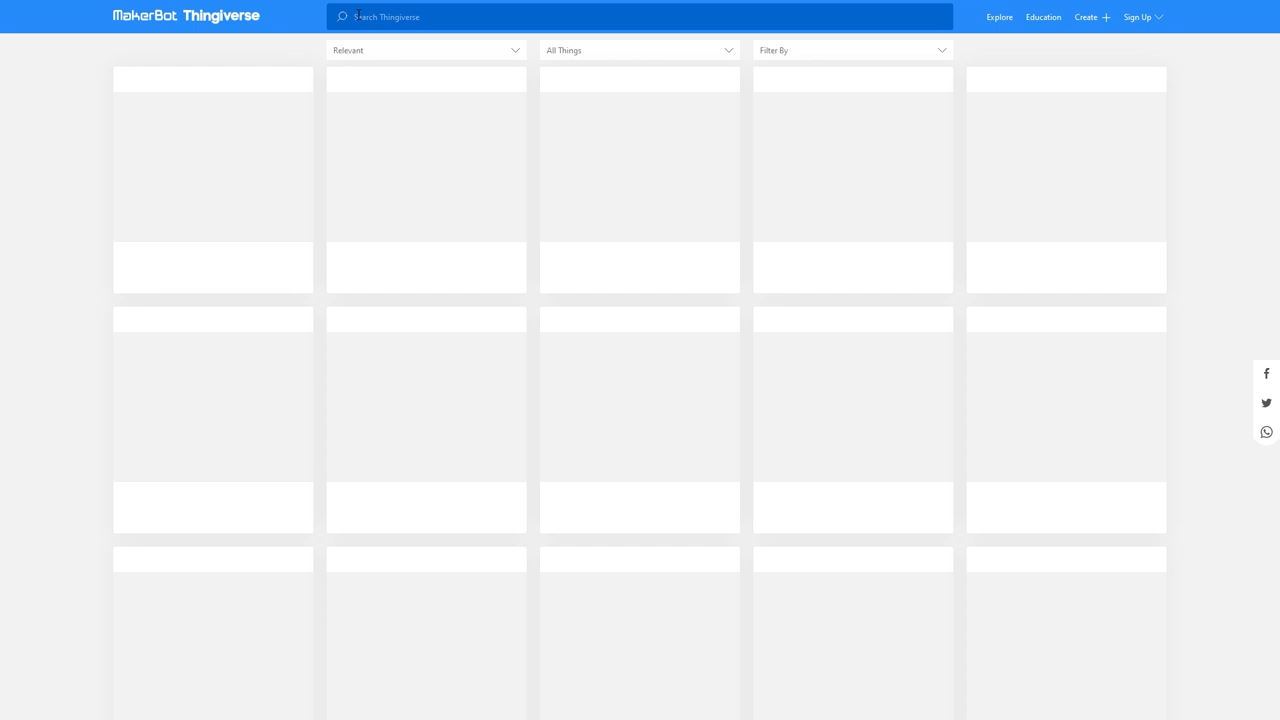 MakerBot Thingiverse
Search Thingiverse
Explore
Education
Create
Sign Up
Relevant
All Things
Filter By